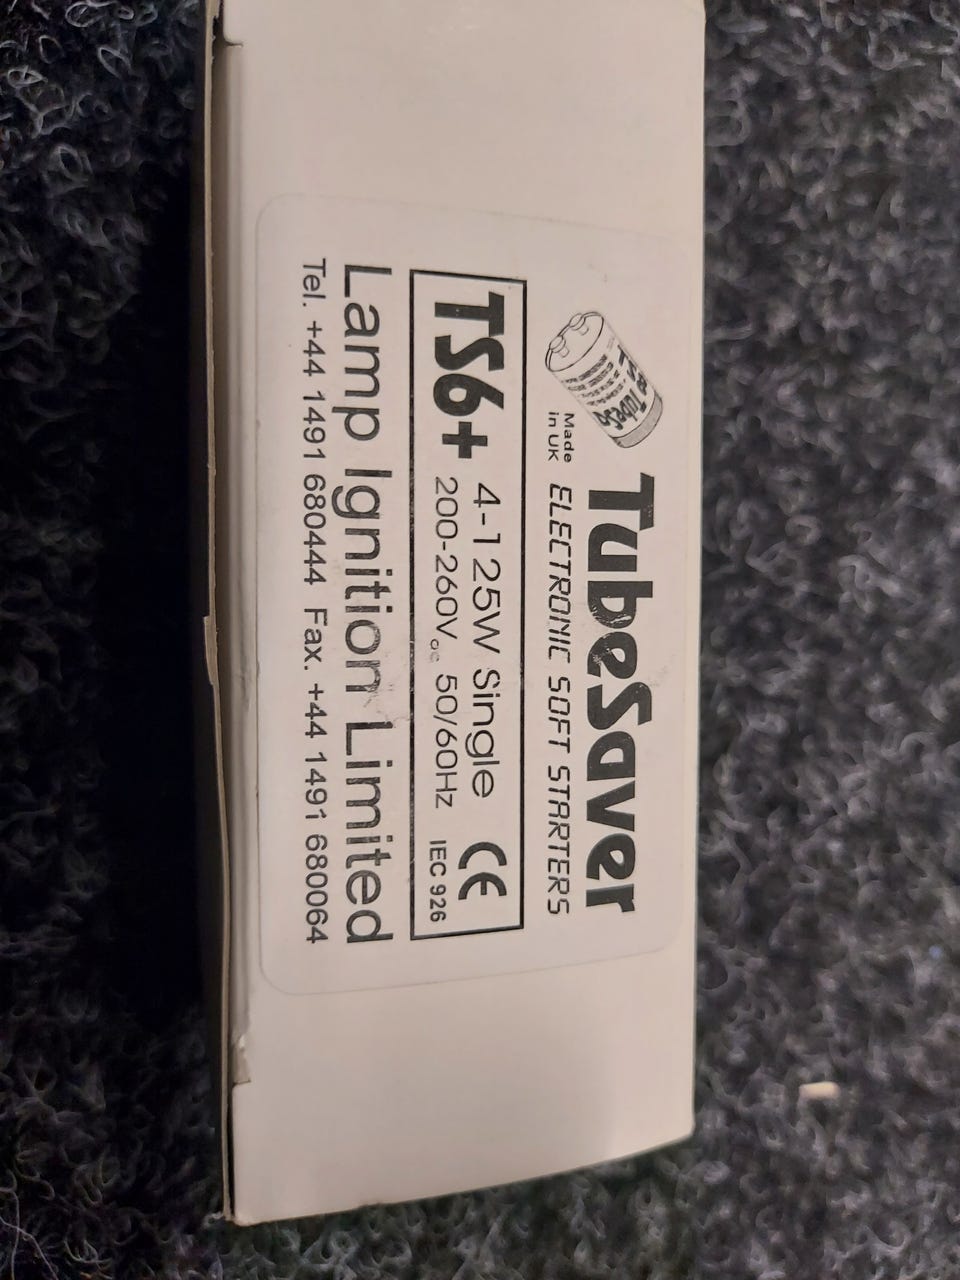 TubeSaver
Made
in UK
ELECTRONIC SOFT STARTERS
TS6+
4-125W Single
200-260V 50/60Hz
CE
IEC 926
Lamp Ignition Limited
Tel. +44 1491 680444 Fax. +44 1491 680064